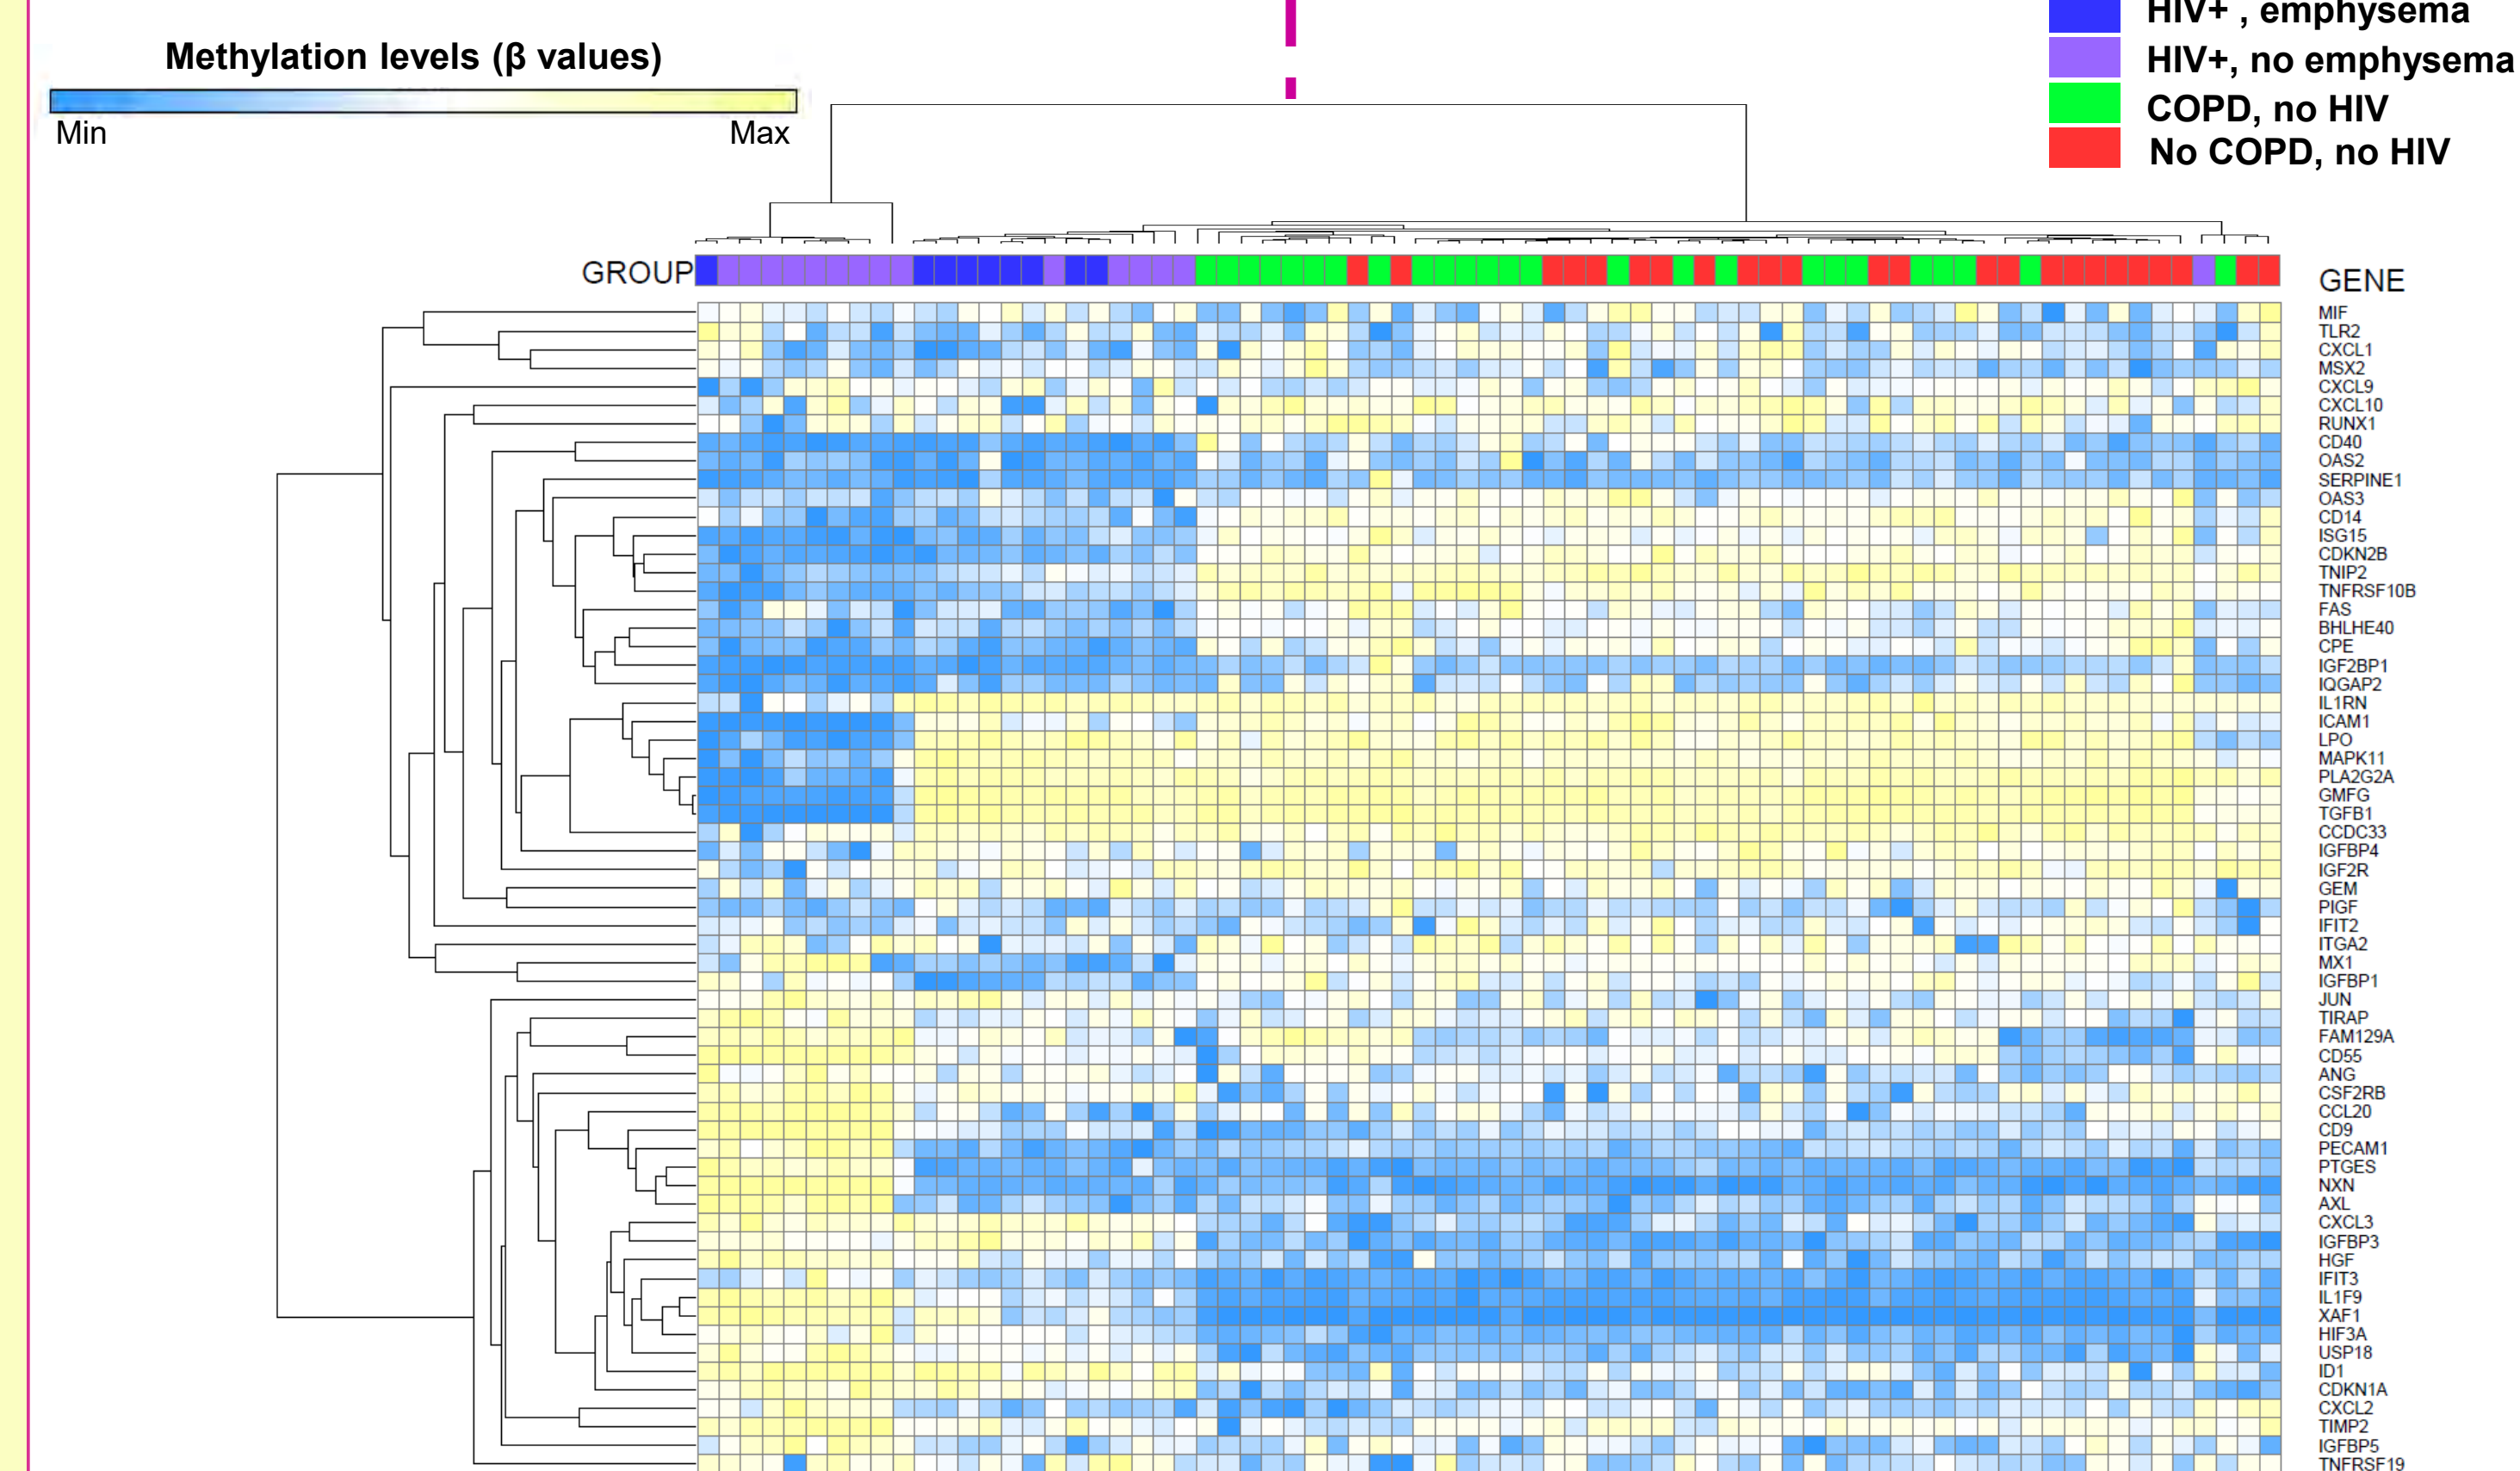 HIV+ , emphysema
Methylation levels (β values)
HIV+, no emphysema
COPD, no HIV
Min
Max
No COPD, no HIV
GROUP
GENE
MIF
TLR2
CXCL1
MSX2
CXCL9
CXCL10
RUNX1
CD40
OAS2
SERPINE1
OAS3
CD14
ISG15
CDKN2B
TNIP2
TNFRSF10B
FAS
BHLHE40
CPE
IGF2BP1
IQGAP2
IL1RN
ICAM1
LPO
MAPK11
PLA2G2A
GMFG
TGFB1
CCDC33
IGFBP4
IGF2R
GEM
PIGF
IFIT2
ITGA2
MX1
IGFBP1
JUN
TIRAP
FAM129A
CD55
ANG
CSF2RB
CCL20
CD9
PECAM1
PTGES
NXN
AXL
CXCL3
IGFBP3
HGF
IFIT3
IL1F9
XAF1
HIF3A
USP18
ID1
CDKN1A
CXCL2
TIMP2
IGFBP5
TNFRSF19